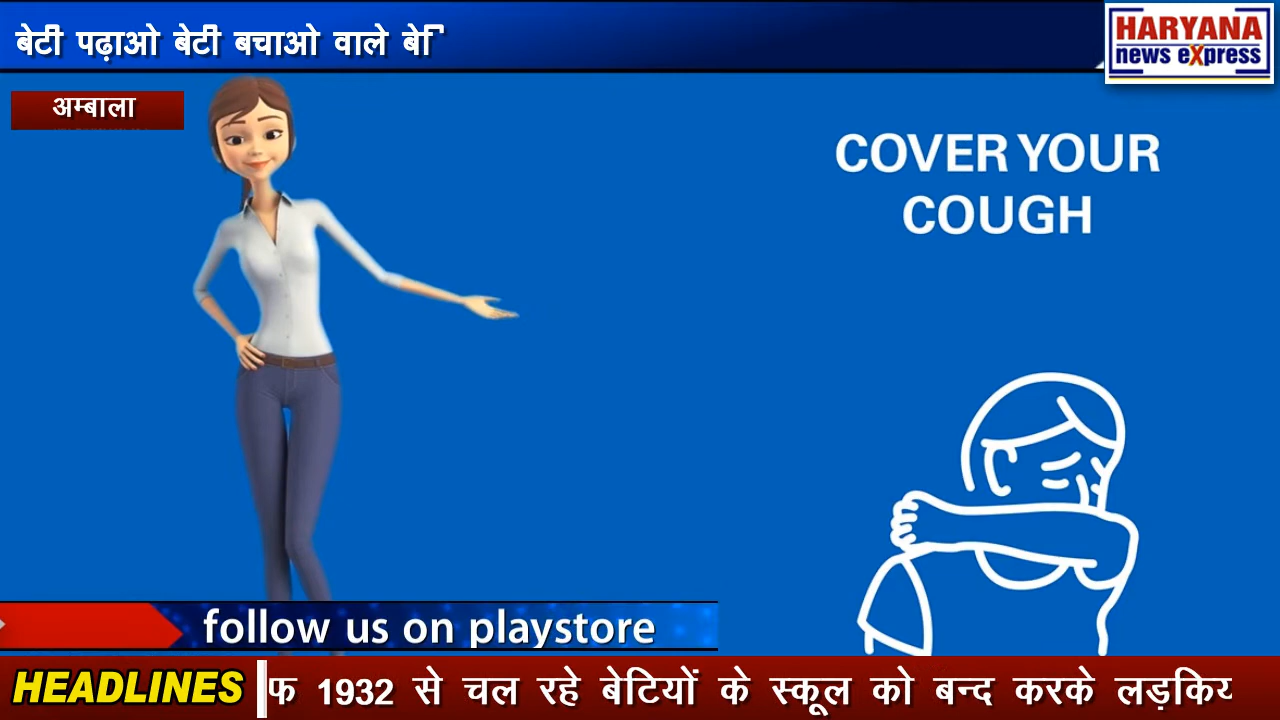 बेटी पढ़ाओ बेटी बचाओ वाले
HARYANA
news eXpress
अम्बाला
COVER YOUR
COUGH
follow us on playstore
HEADLINES
1932 से चल रहे बेटियों के स्कूल को बन्द करके